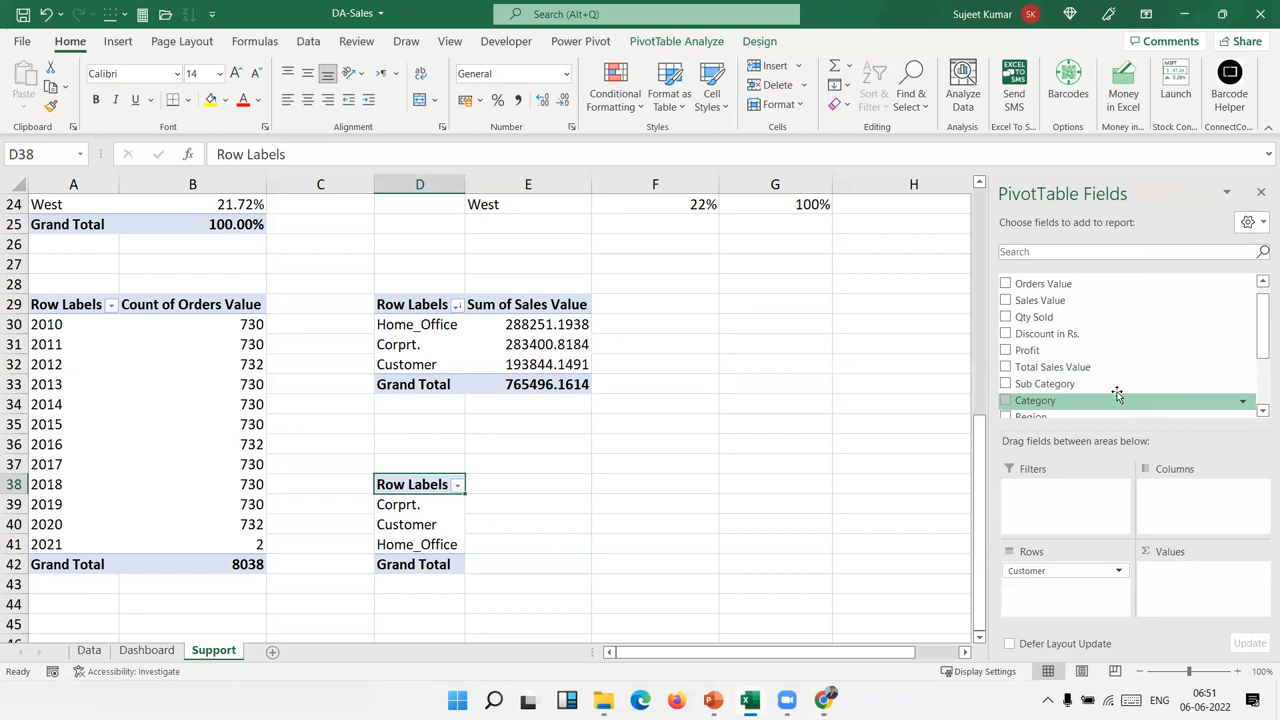 DA-Sales
Search (Alt+Q)
Sujeet Kumar SK
File Home Insert Page Layout Formulas Data Review Draw View Developer Power Pivot PivotTable Analyze Design Comments Share
Paste
Calibri 14
General
Conditional Formatting
Format as Table
Cell Styles
Insert
Delete
Format
Sort & Filter
Find & Select
Analyze Data
Send SMS
Barcodes
Money in Excel
Launch
Barcode Helper
Clipboard Font Alignment Number Styles Cells Editing Analysis Excel To S... Options Money in... Stock Con... ConnectCo...
D38 fx Row Labels
A B C D E F G H
24 West 21.72% West 22% 100%
25 Grand Total 100.00%
26
27
28
29 Row Labels Count of Orders Value Row Labels Sum of Sales Value
30 2010 730 Home_Office 288251.1938
31 2011 730 Corprt. 283400.8184
32 2012 732 Customer 193844.1491
33 2013 730 Grand Total 765496.1614
34 2014 730
35 2015 730
36 2016 732
37 2017 730
38 2018 730 Row Labels
39 2019 730 Corprt.
40 2020 732 Customer
41 2021 2 Home_Office
42 Grand Total 8038 Grand Total
43
44
45
PivotTable Fields
Choose fields to add to report:
Search
Orders Value
Sales Value
Qty Sold
Discount in Rs.
Profit
Total Sales Value
Sub Category
Category
Region
Drag fields between areas below:
Filters Columns
Rows Σ Values
Customer
Defer Layout Update Update
Data Dashboard Support
Ready Accessibility: Investigate Display Settings 100%
ENG
06:51
06-06-2022